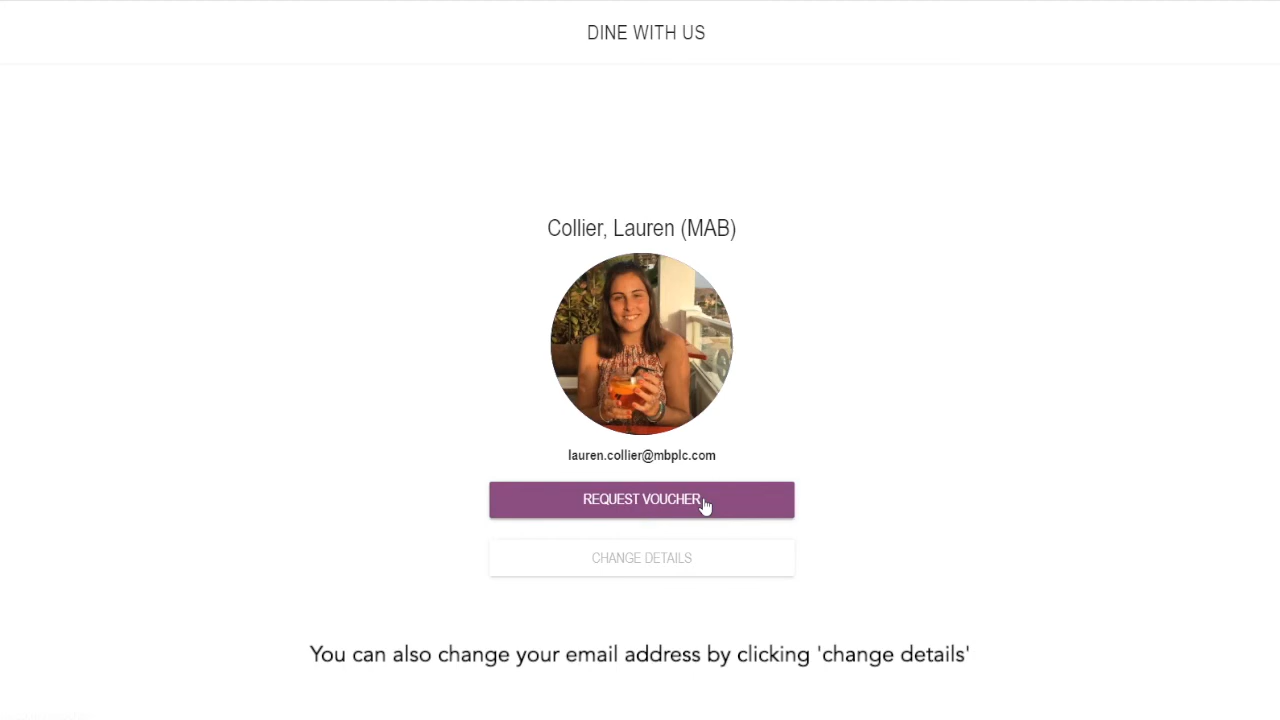 DINE WITH US
Collier, Lauren (MAB)
lauren.collier@mbplc.com
REQUEST VOUCHER
CHANGE DETAILS
You can also change your email address by clicking 'change details'